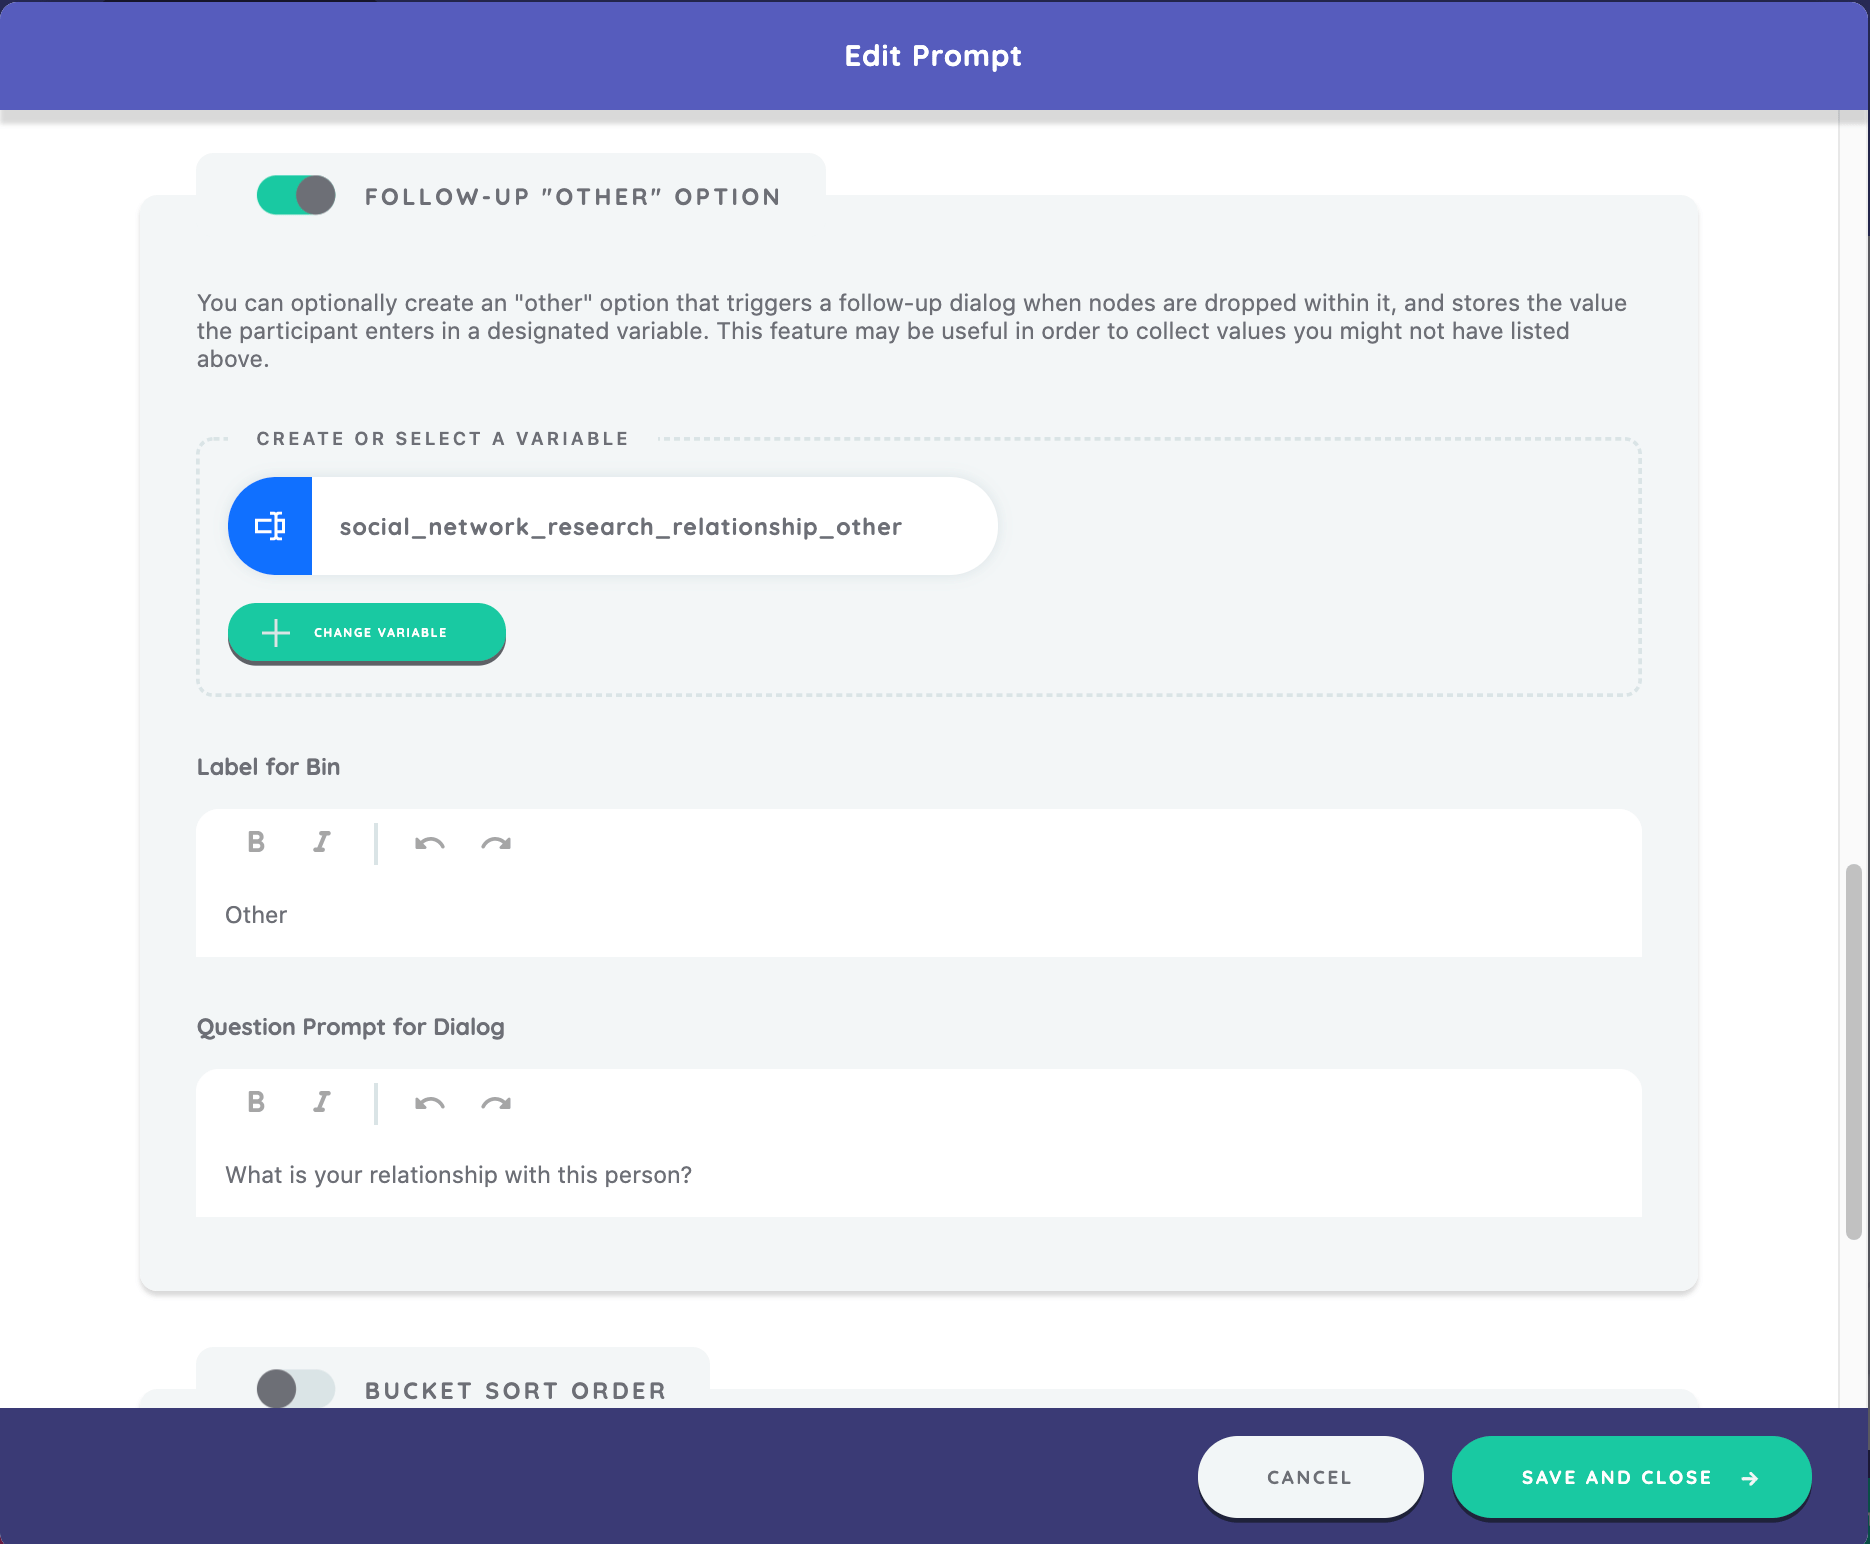 Edit Prompt
FOLLOW-UP "OTHER" OPTION
You can optionally create an "other" option that triggers a follow-up dialog when nodes are dropped within it, and stores the value
the participant enters in a designated variable. This feature may be useful in order to collect values you might not have listed
above.
CREATE OR SELECT A VARIABLE
social_network_research_relationship_other
CHANGE VARIABLE
Label for Bin
B I
Other
Question Prompt for Dialog
B I
What is your relationship with this person?
BUCKET SORT ORDER
CANCEL
SAVE AND CLOSE